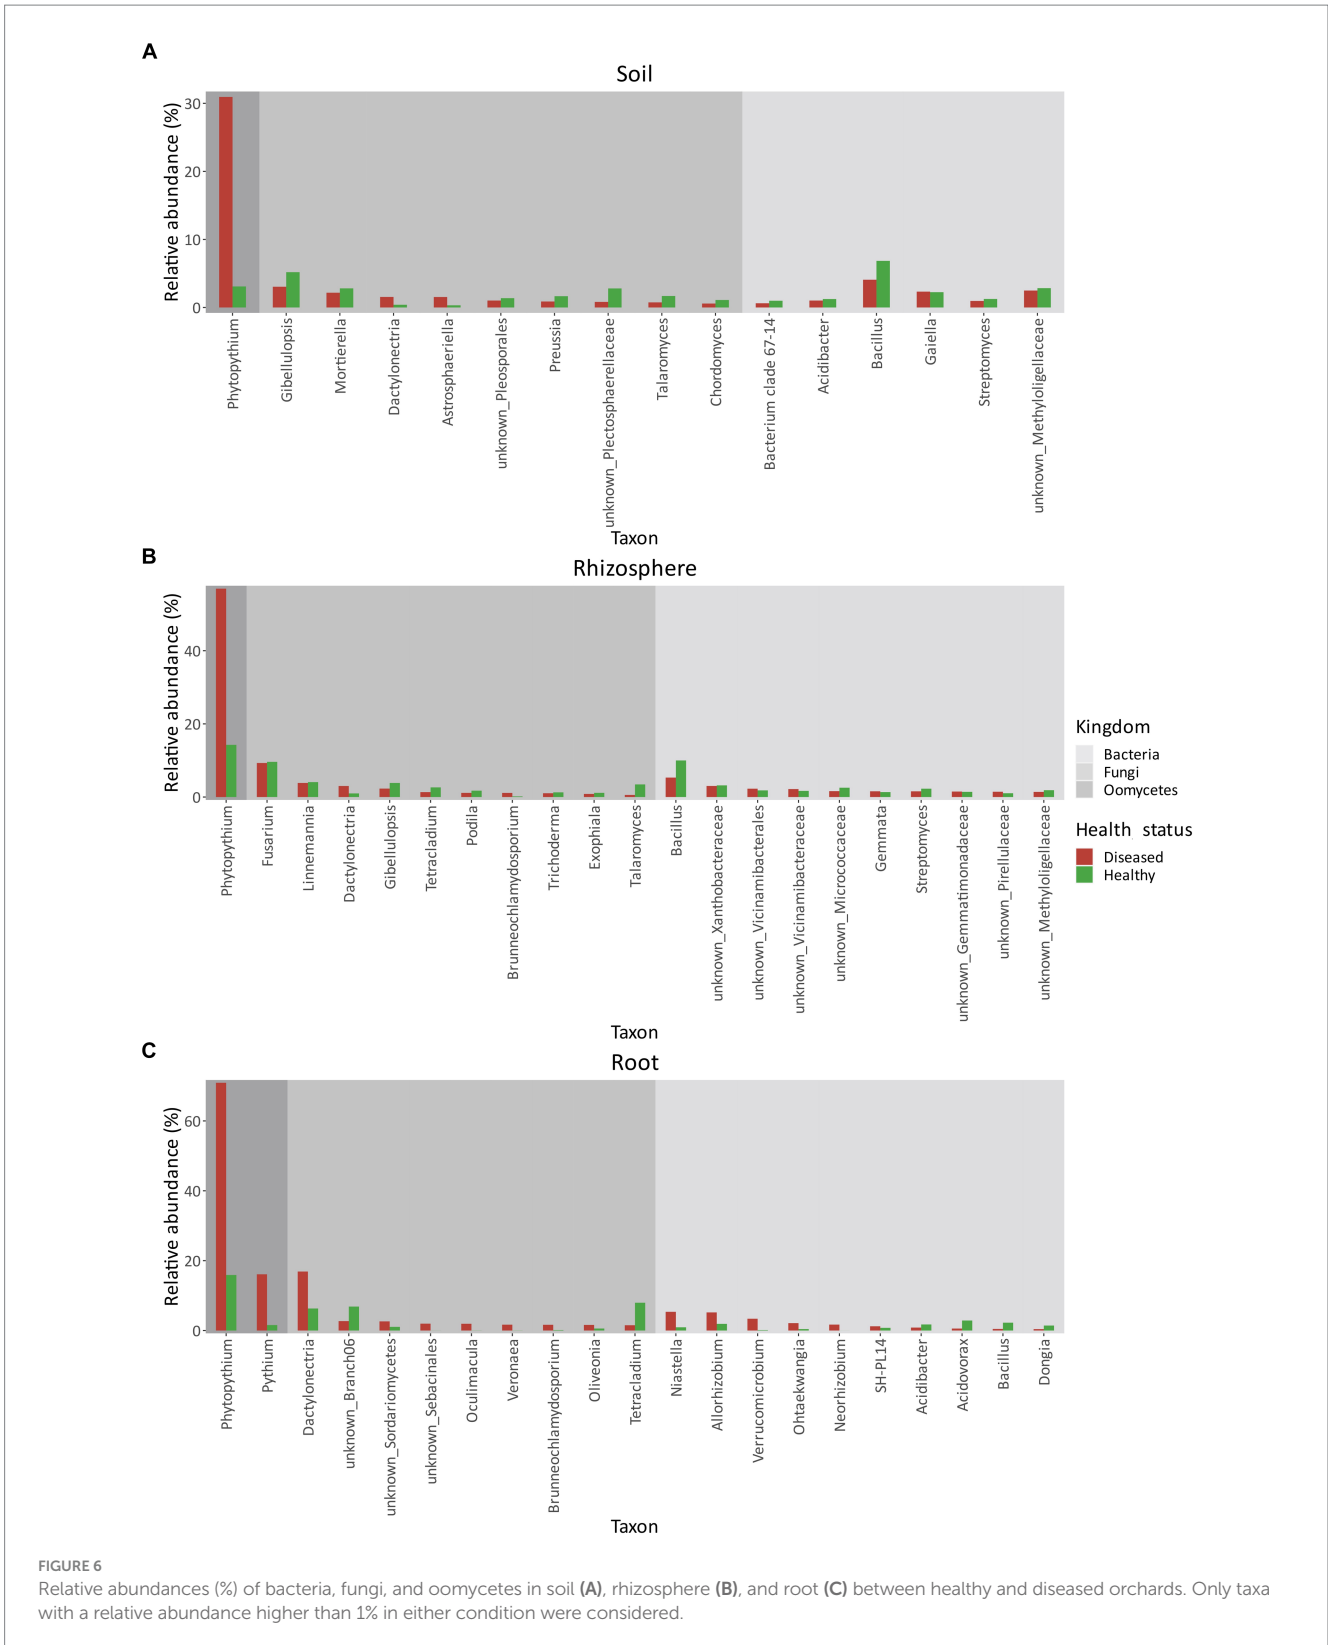 A
Soil
Relative abundance (%)
30
20
10
0
Phytopythium
Gibellulopsis
Mortierella
Dactylonectria
Astrosphaeriella
unknown_Pleosporales
Preussia
unknown_Plectosphaerellaceae
Talaromyces
Chordomyces
Bacterium clade 67-14
Acidibacter
Bacillus
Gaiella
Streptomyces
unknown_Methyloligellaceae
Taxon
B
Rhizosphere
Relative abundance (%)
40
20
0
Phytopythium
Fusarium
Linnemannia
Dactylonectria
Gibellulopsis
Tetracladium
Podila
Brunneochlamydosporium
Trichoderma
Exophiala
Talaromyces
Bacillus
unknown_Xanthobacteraceae
unknown_Vicinamibacterales
unknown_Vicinamibacteraceae
unknown_Micrococcaceae
Gemmata
Streptomyces
unknown_Gemmatimonadaceae
unknown_Pirellulaceae
unknown_Methyloligellaceae
Taxon
Kingdom
Bacteria
Fungi
Oomycetes
Health status
Diseased
Healthy
C
Root
Relative abundance (%)
60
40
20
0
Phytopythium
Pythium
Dactylonectria
unknown_Branch06
unknown_Sordariomycetes
unknown_Sebacinales
Oculimacula
Veronaea
Brunneochlamydosporium
Oliveonia
Tetracladium
Niastella
Allorhizobium
Verrucomicrobium
Ohtaekwangia
Neorhizobium
SH-PL14
Acidibacter
Acidovorax
Bacillus
Dongia
Taxon
FIGURE 6
Relative abundances (%) of bacteria, fungi, and oomycetes in soil (A), rhizosphere (B), and root (C) between healthy and diseased orchards. Only taxa
with a relative abundance higher than 1% in either condition were considered.